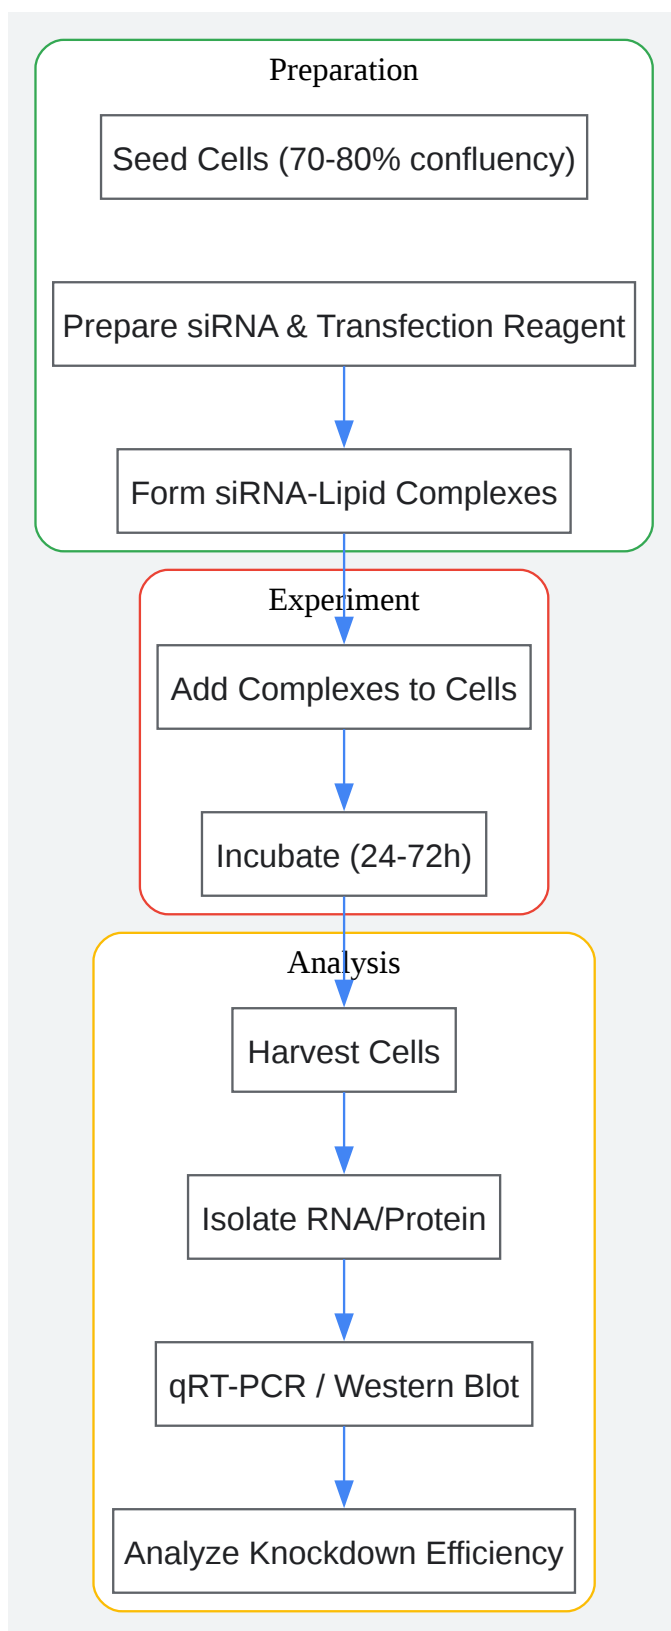 Preparation
Seed Cells (70-80% confluency)
Prepare siRNA & Transfection Reagent
Form siRNA-Lipid Complexes
Experiment
Add Complexes to Cells
Incubate (24-72h)
Analysis
Harvest Cells
Isolate RNA/Protein
qRT-PCR / Western Blot
Analyze Knockdown Efficiency